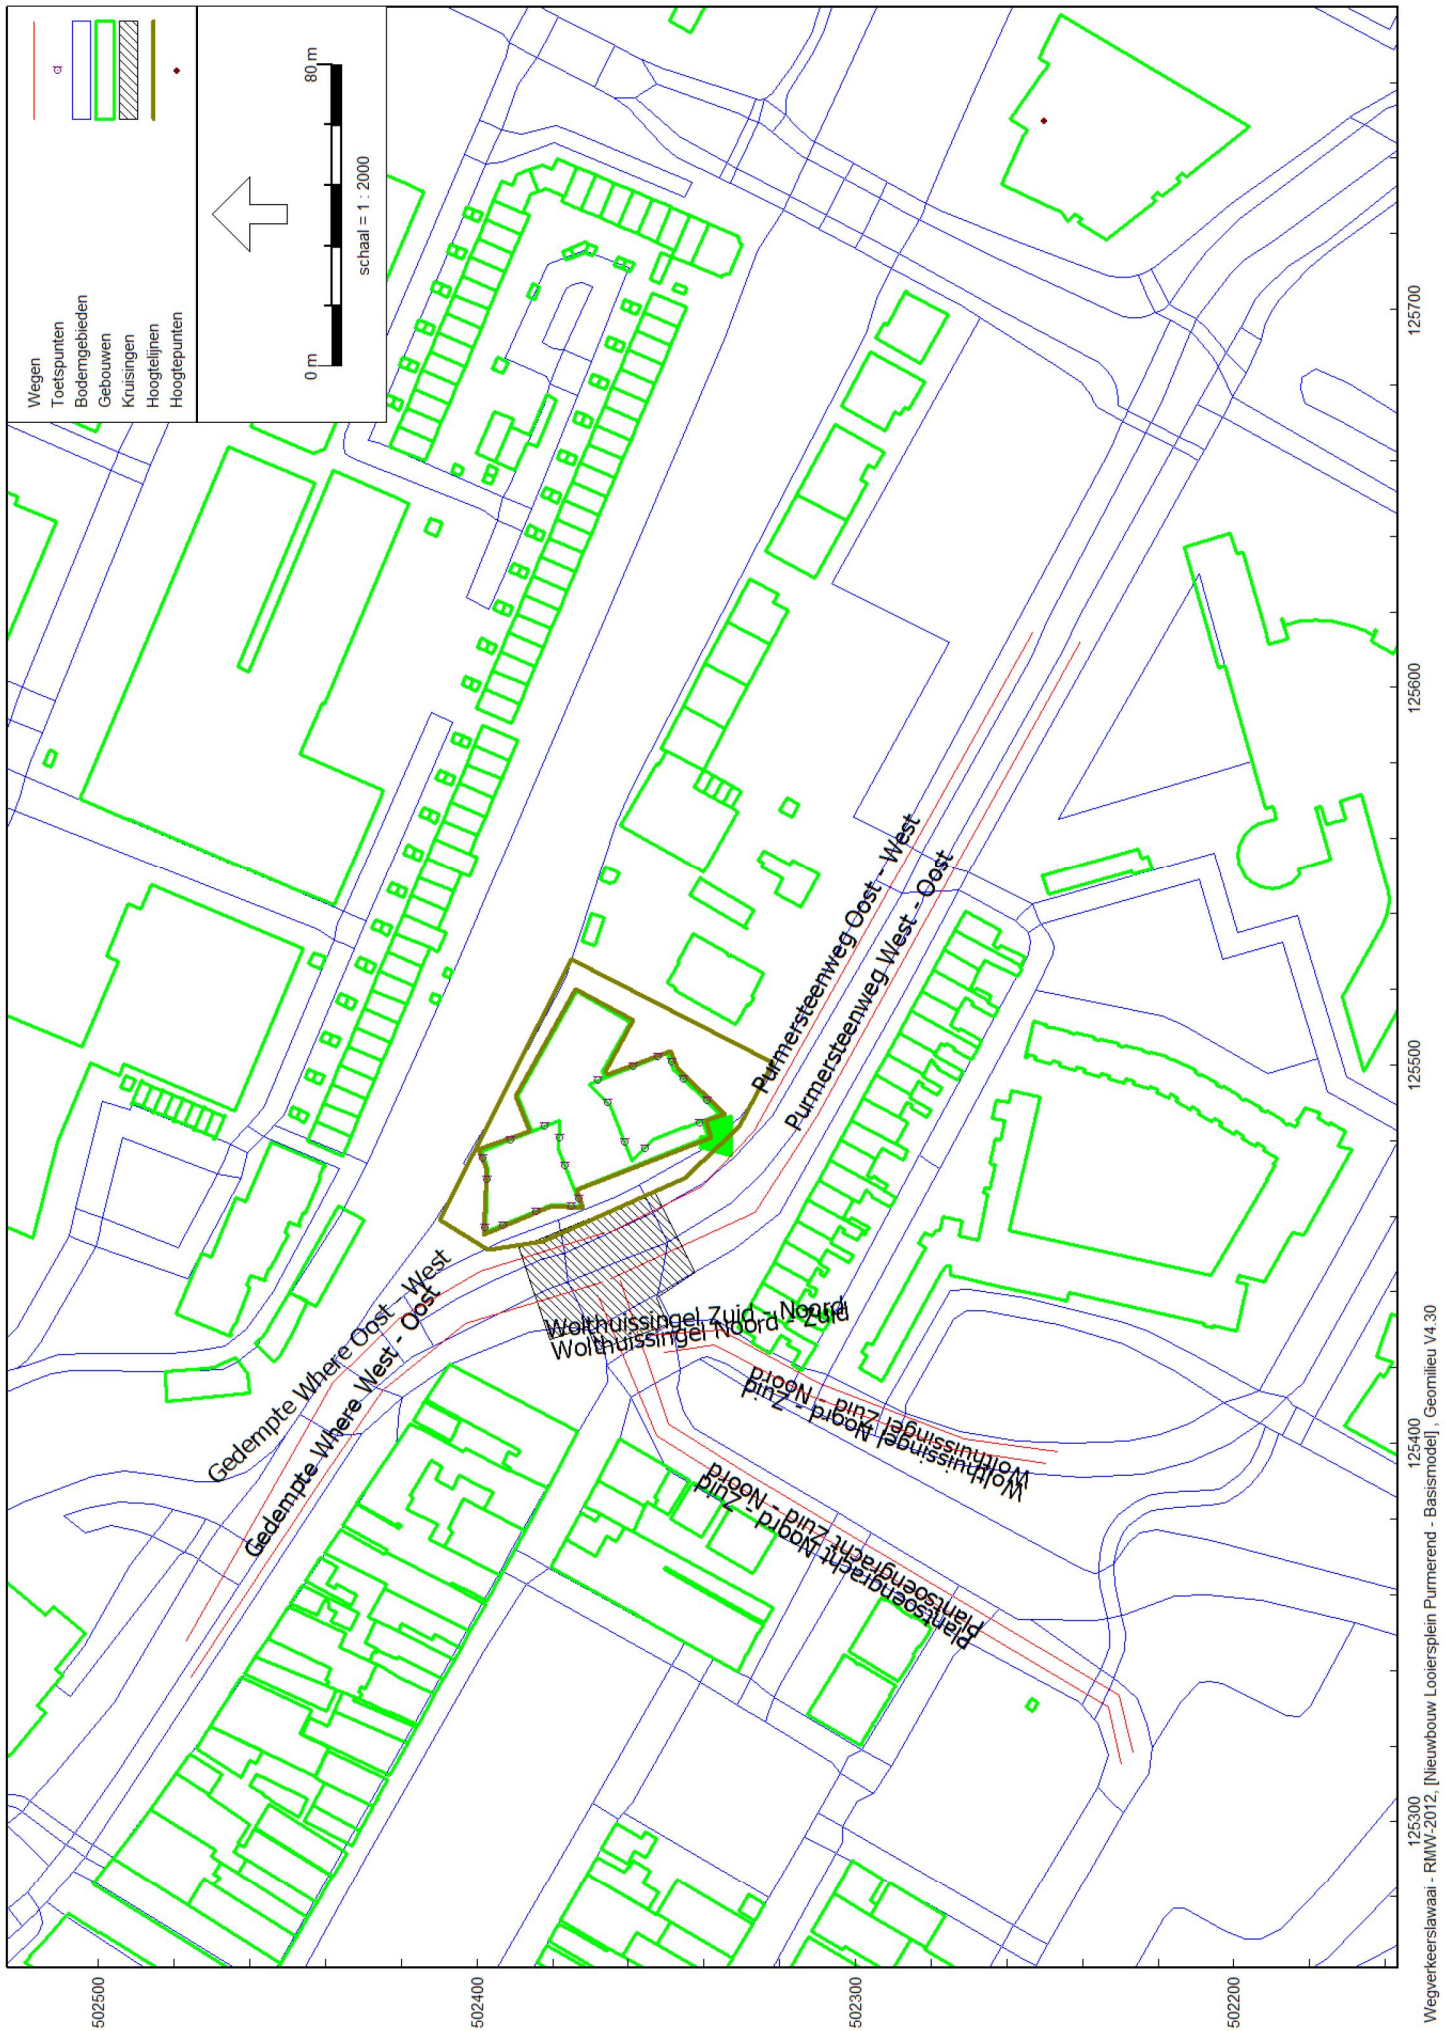 Wegen
Toetspunten
Bodemgebieden
Gebouwen
Kruisingen
Hoogtelijnen
Hoogtepunten
0 m
80 m
schaal = 1 : 2000
Gedempte Where Oost - West
Gedempte Where West - Oost
Wolthuissingel Zuid - Noord
Wolthuissingel Noord - Zuid
Purmersteenweg Oost - West
Purmersteenweg West - Oost
Wolthuissingel Zuid - Noord
Wolthuissingel Noord - Zuid
Plantsoengracht Zuid - Noord
Plantsoengracht Noord - Zuid
502500
502400
502300
502200
125300
125400
125500
125600
125700
Wegverkeerslawaai - RMW-2012, [Nieuwbouw Looiersplein Purmerend - Basismodel] , Geomilieu V4.30